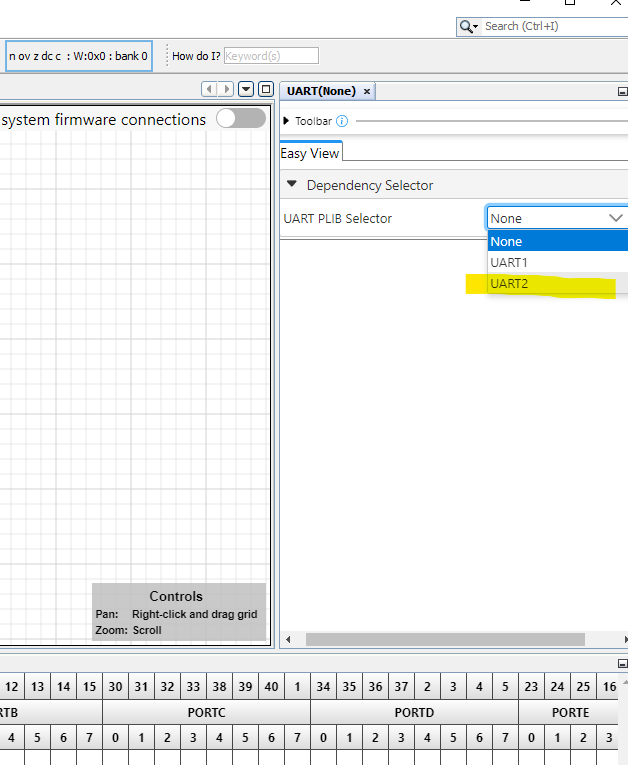 Search (Ctrl+I)
n ov z dc c : W:0x0 : bank 0
How do I? Keyword(s)
UART(None) ×
system firmware connections
Toolbar
Easy View
Dependency Selector
UART PLIB Selector
None
None
UART1
UART2
Controls
Pan: Right-click and drag grid
Zoom: Scroll
12 13 14 15 30 31 32 33 38 39 40 1 34 35 36 37 2 3 4 5 23 24 25 16
RTB PORTC PORTD PORTE
4 5 6 7 0 1 2 3 4 5 6 7 0 1 2 3 4 5 6 7 0 1 2 3